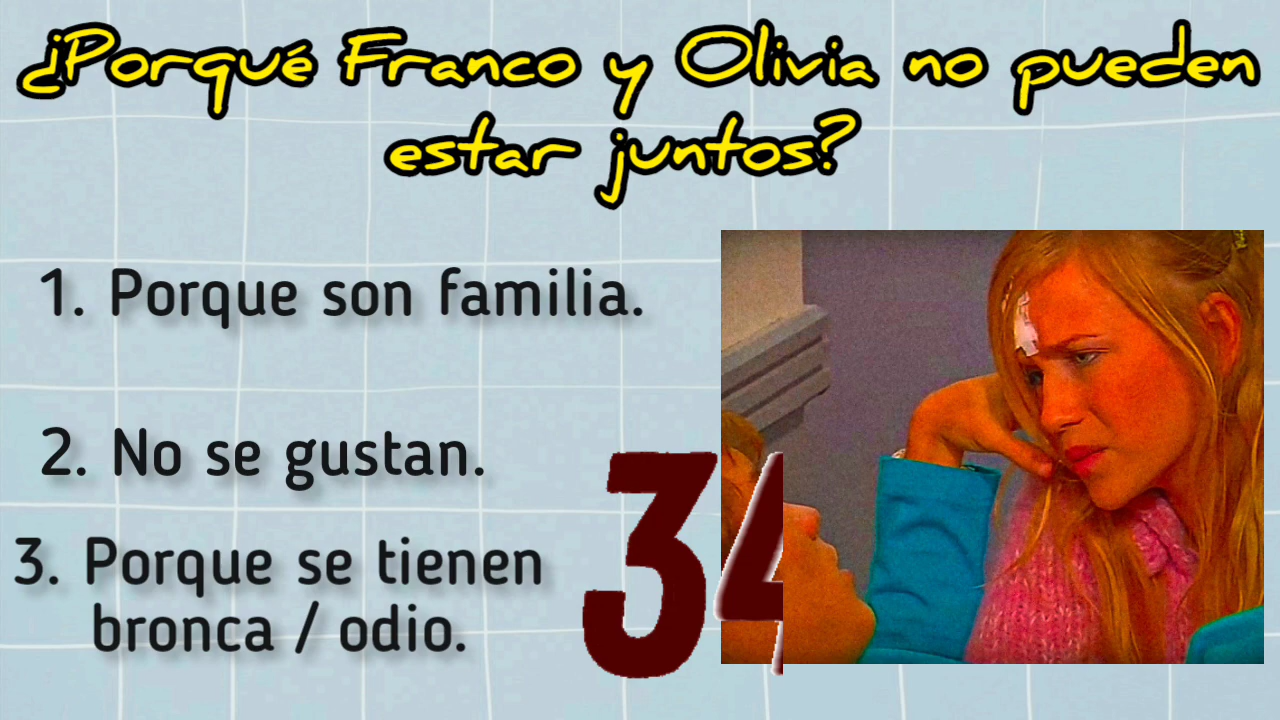 ¿Porqué Franco y Olivia no pueden
estar juntos?
1. Porque son familia.
2. No se gustan.
3. Porque se tienen
bronca / odio.
34